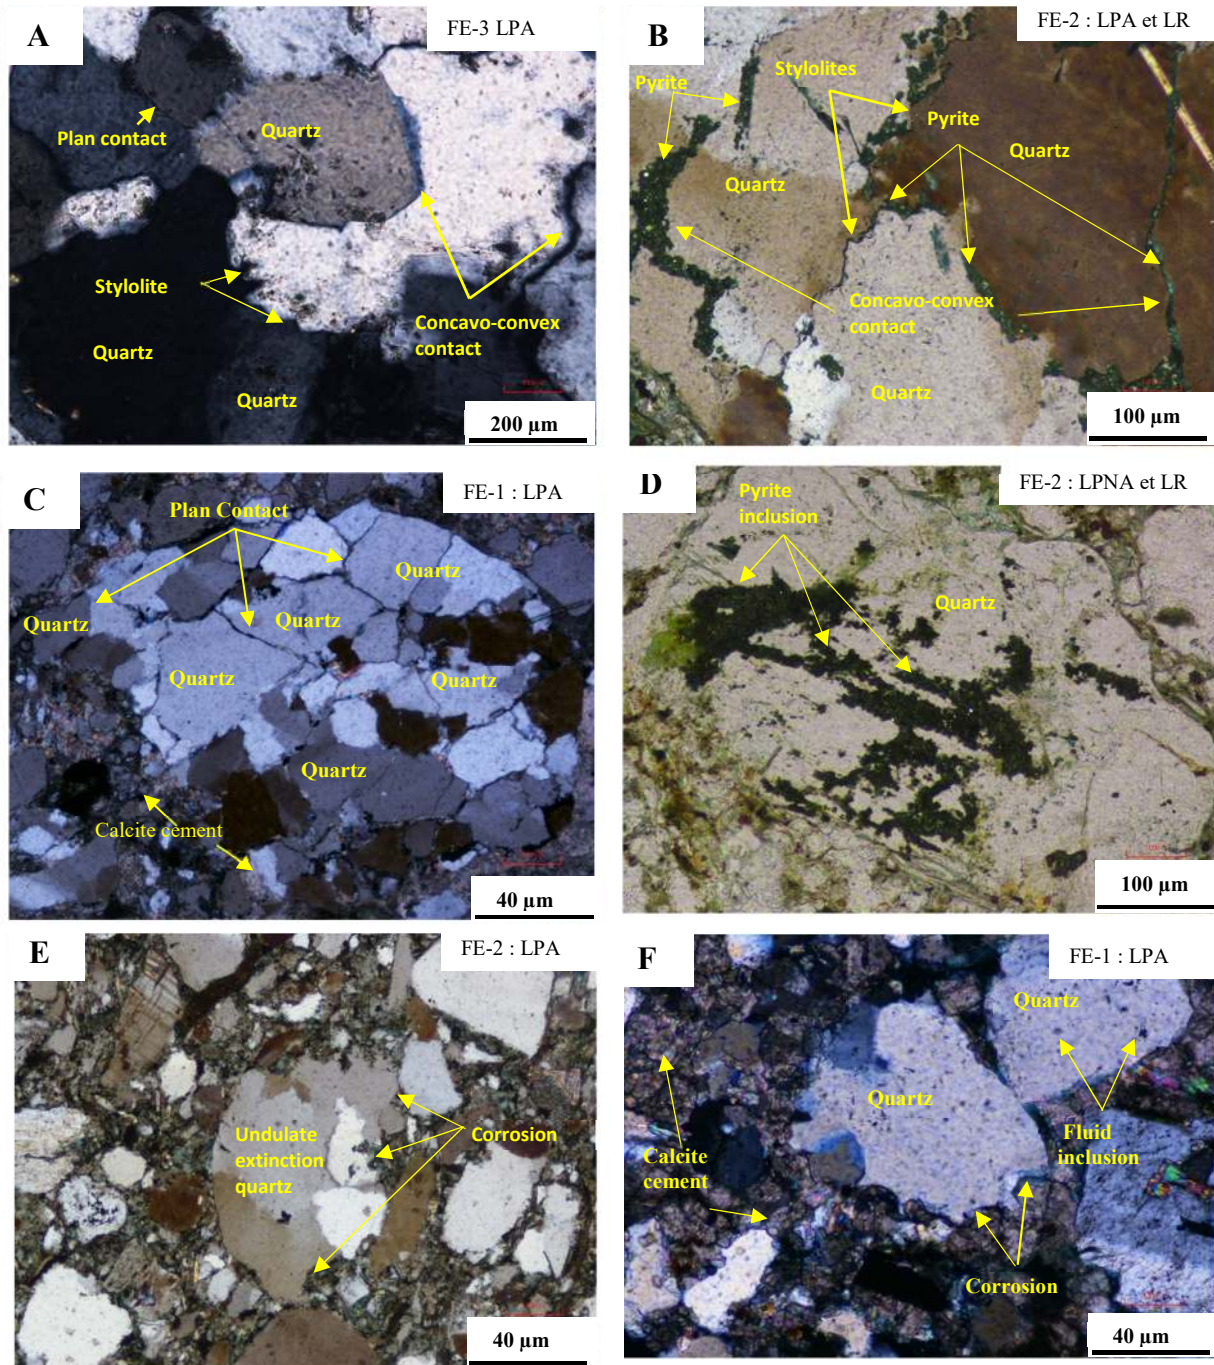 A
FE-3 LPA
Plan contact
Quartz
Stylolite
Quartz
Quartz
Concavo-convex
contact
200 µm
B
FE-2 : LPA et LR
Pyrite
Stylolites
Pyrite
Quartz
Quartz
Concavo-convex
contact
Quartz
100 µm
C
FE-1 : LPA
Plan Contact
Quartz
Quartz
Quartz
Quartz
Quartz
Quartz
Calcite cement
40 µm
D
FE-2 : LPNA et LR
Pyrite
inclusion
Quartz
100 µm
E
FE-2 : LPA
Undulate
extinction
quartz
Corrosion
40 µm
F
FE-1 : LPA
Quartz
Quartz
Calcite
cement
Fluid
inclusion
Corrosion
40 µm